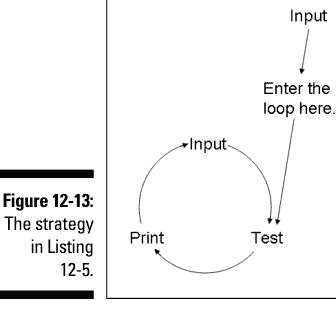 Input
Enter the
loop here.
Input
Print
Test
Figure 12-13:
The strategy
in Listing
12-5.